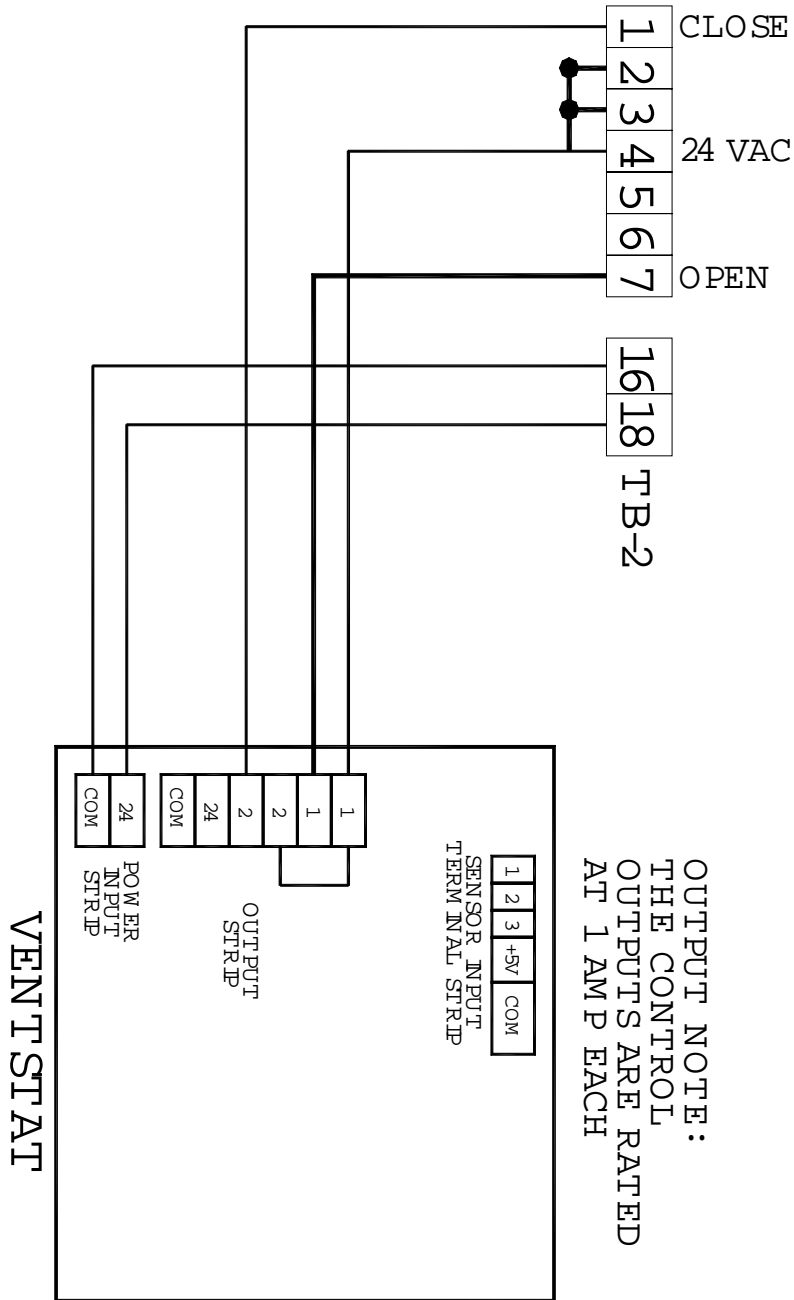 1 CLOSE
2
3
4 24 VAC
5
6
7 OPEN
16
18
TB-2
OUTPUT NOTE:
THE CONTROL
OUTPUTS ARE RATED
AT 1 AMP EACH
1
2
3
+5V
COM
SENSOR INPUT
TERMINAL STRIP
1
1
2
2
24
COM
OUTPUT
STRIP
24
COM
POWER
INPUT
STRIP
VENTSTAT